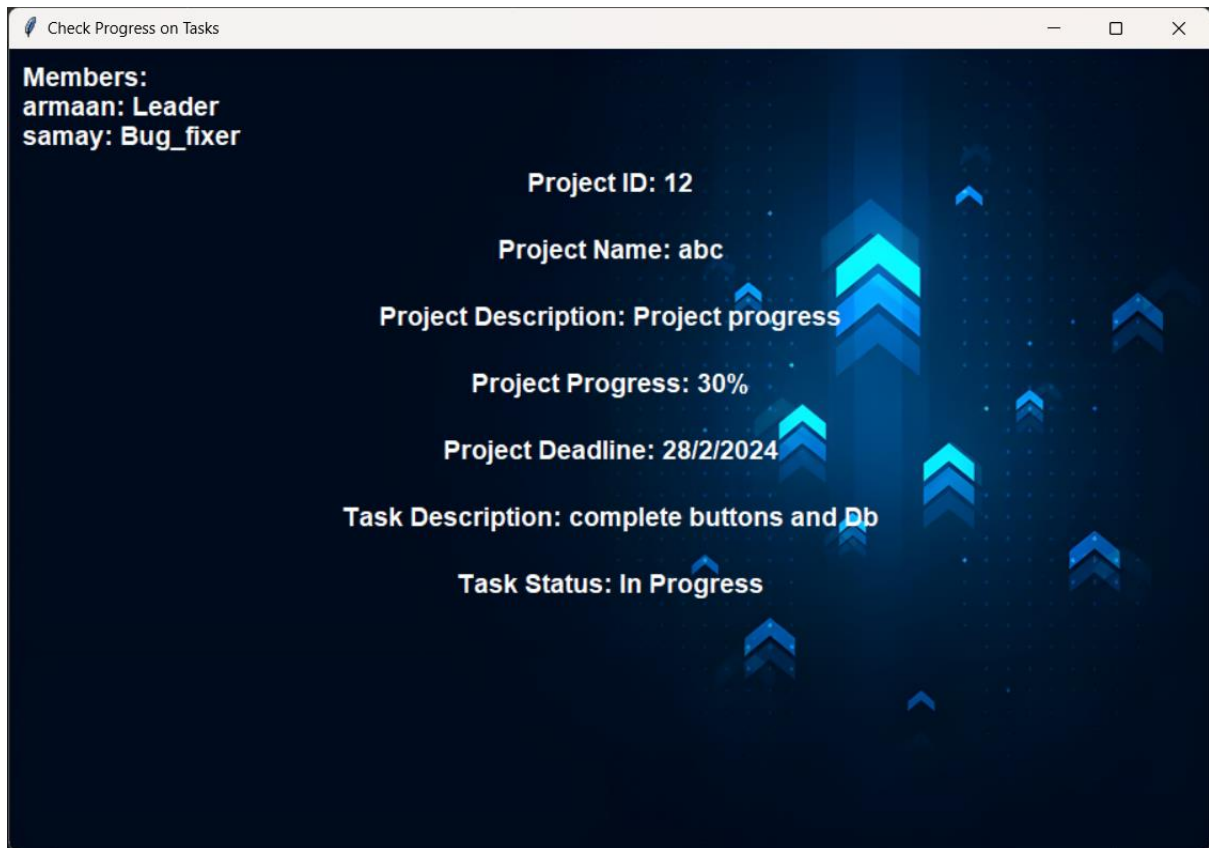 Check Progress on Tasks
Members:
armaan: Leader
samay: Bug_fixer
Project ID: 12
Project Name: abc
Project Description: Project progress
Project Progress: 30%
Project Deadline: 28/2/2024
Task Description: complete buttons and Db
Task Status: In Progress